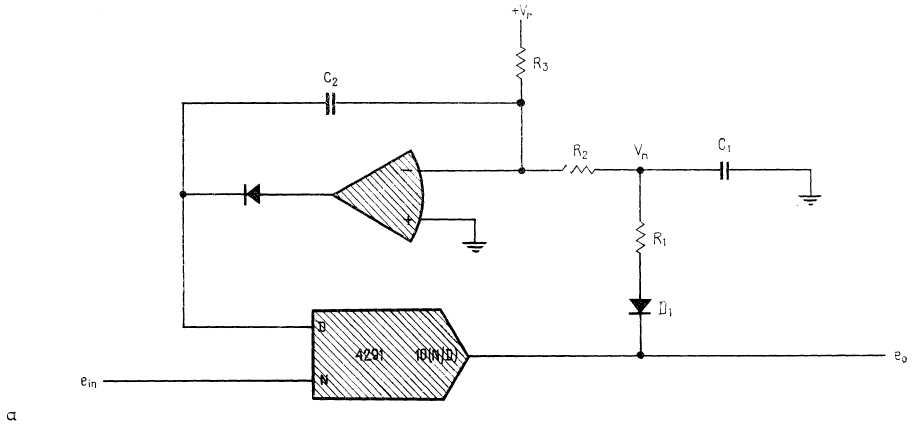 +Vr
R3
C2
R2
Vn
C1
−
+
R1
D1
D
4291 10(N/D)
N
ein
eo
a